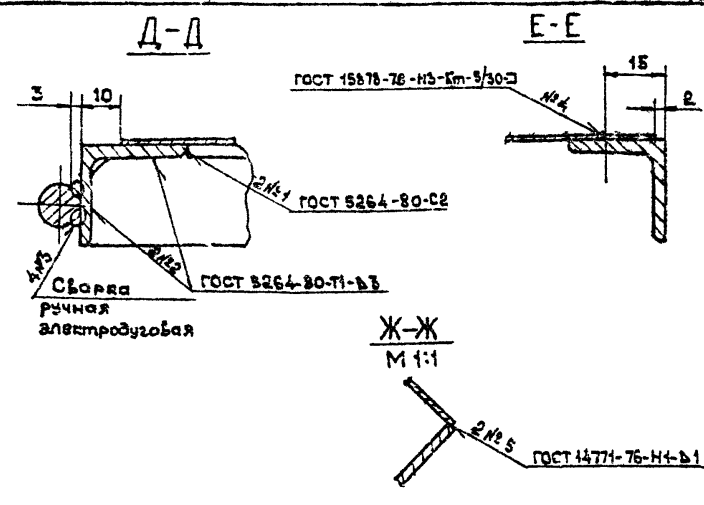 Д-Д
Е-Е
3
10
15
2
ГОСТ 15878-78-Н3-Кт-5/30-⊐
№4
2№1
ГОСТ 5264-80-С2
2№2
4№3
ГОСТ 5264-80-Т1-Δ3
Сварка
ручная
электродуговая
Ж-Ж
М 1:1
2№5
ГОСТ 14771-76-Н1-Δ1